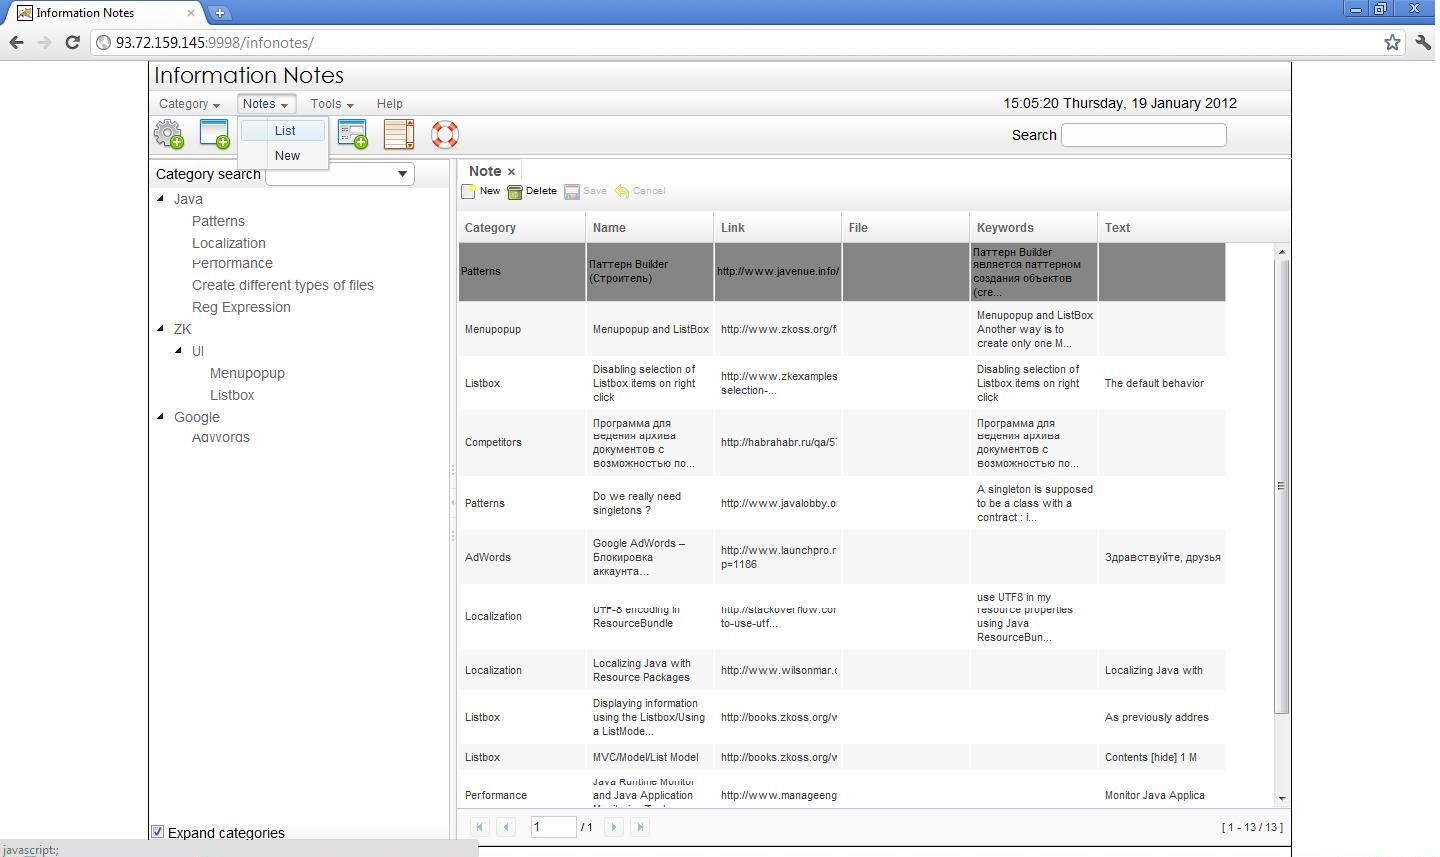 Information Notes
93.72.159.145:9998/infonotes/
Information Notes
Category Notes Tools Help 15:05:20 Thursday, 19 January 2012
List
New
Search
Category search
Java
Patterns
Localization
Performance
Create different types of files
Reg Expression
ZK
UI
Menupopup
Listbox
Google
AdWords
Expand categories
javascript:;
Note
New Delete Save Cancel
Category Name Link File Keywords Text
Patterns
Паттерн Builder
(Строитель)
http://www.javenue.info/
Паттерн Builder
является паттерном
создания объектов
(cre...
Menupopup
Menupopup and ListBox
http://www.zkoss.org/f
Menupopup and ListBox
Another way is to
create only one M...
Listbox
Disabling selection of
Listbox items on right
click
http://www.zkexamples
selection-...
Disabling selection of
Listbox items on right
click
The default behavior
Competitors
Программа для
ведения архива
документов с
возможностью по...
http://habrahabr.ru/qa/57
Программа для
ведения архива
документов с
возможностью по...
Patterns
Do we really need
singletons ?
http://www.javalobby.o
A singleton is supposed
to be a class with a
contract : i...
AdWords
Google AdWords –
Блокировка
аккаунта...
http://www.launchpro.r
p=1186
Здравствуйте, друзья
Localization
UTF-8 encoding in
ResourceBundle
http://stackoverflow.com
to-use-utf...
use UTF8 in my
resource properties
using Java
ResourceBun...
Localization
Localizing Java with
Resource Packages
http://www.wilsonmar.c
Localizing Java with
Listbox
Displaying information
using the Listbox/Using
a ListMode...
http://books.zkoss.org/w
As previously addres
Listbox
MVC/Model/List Model
http://books.zkoss.org/w
Contents [hide] 1 M
Performance
Java Runtime Monitor
and Java Application
http://www.manageeng
Monitor Java Applica
1 / 1
[ 1 - 13 / 13 ]